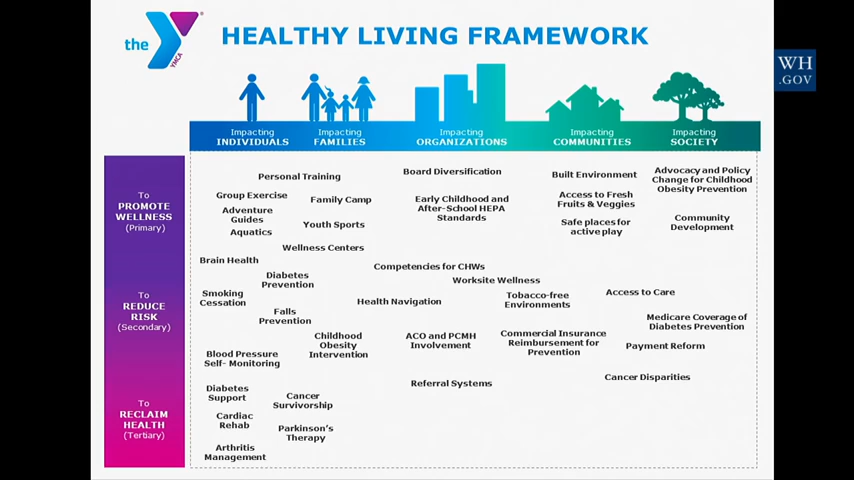 the
YMCA
HEALTHY LIVING FRAMEWORK
WH
.GOV
Impacting
INDIVIDUALS
Impacting
FAMILIES
Impacting
ORGANIZATIONS
Impacting
COMMUNITIES
Impacting
SOCIETY
To
PROMOTE
WELLNESS
(Primary)
Personal Training
Board Diversification
Built Environment
Advocacy and Policy
Change for Childhood
Obesity Prevention
Group Exercise
Family Camp
Early Childhood and
After-School HEPA
Standards
Access to Fresh
Fruits & Veggies
Adventure
Guides
Community
Development
Youth Sports
Safe places for
active play
Aquatics
Wellness Centers
To
REDUCE
RISK
(Secondary)
Brain Health
Competencies for CHWs
Diabetes
Prevention
Worksite Wellness
Smoking
Cessation
Health Navigation
Tobacco-free
Environments
Access to Care
Falls
Prevention
Medicare Coverage of
Diabetes Prevention
Childhood
Obesity
Intervention
ACO and PCMH
Involvement
Commercial Insurance
Reimbursement for
Prevention
Payment Reform
Blood Pressure
Self- Monitoring
Referral Systems
Cancer Disparities
To
RECLAIM
HEALTH
(Tertiary)
Diabetes
Support
Cancer
Survivorship
Cardiac
Rehab
Parkinson's
Therapy
Arthritis
Management